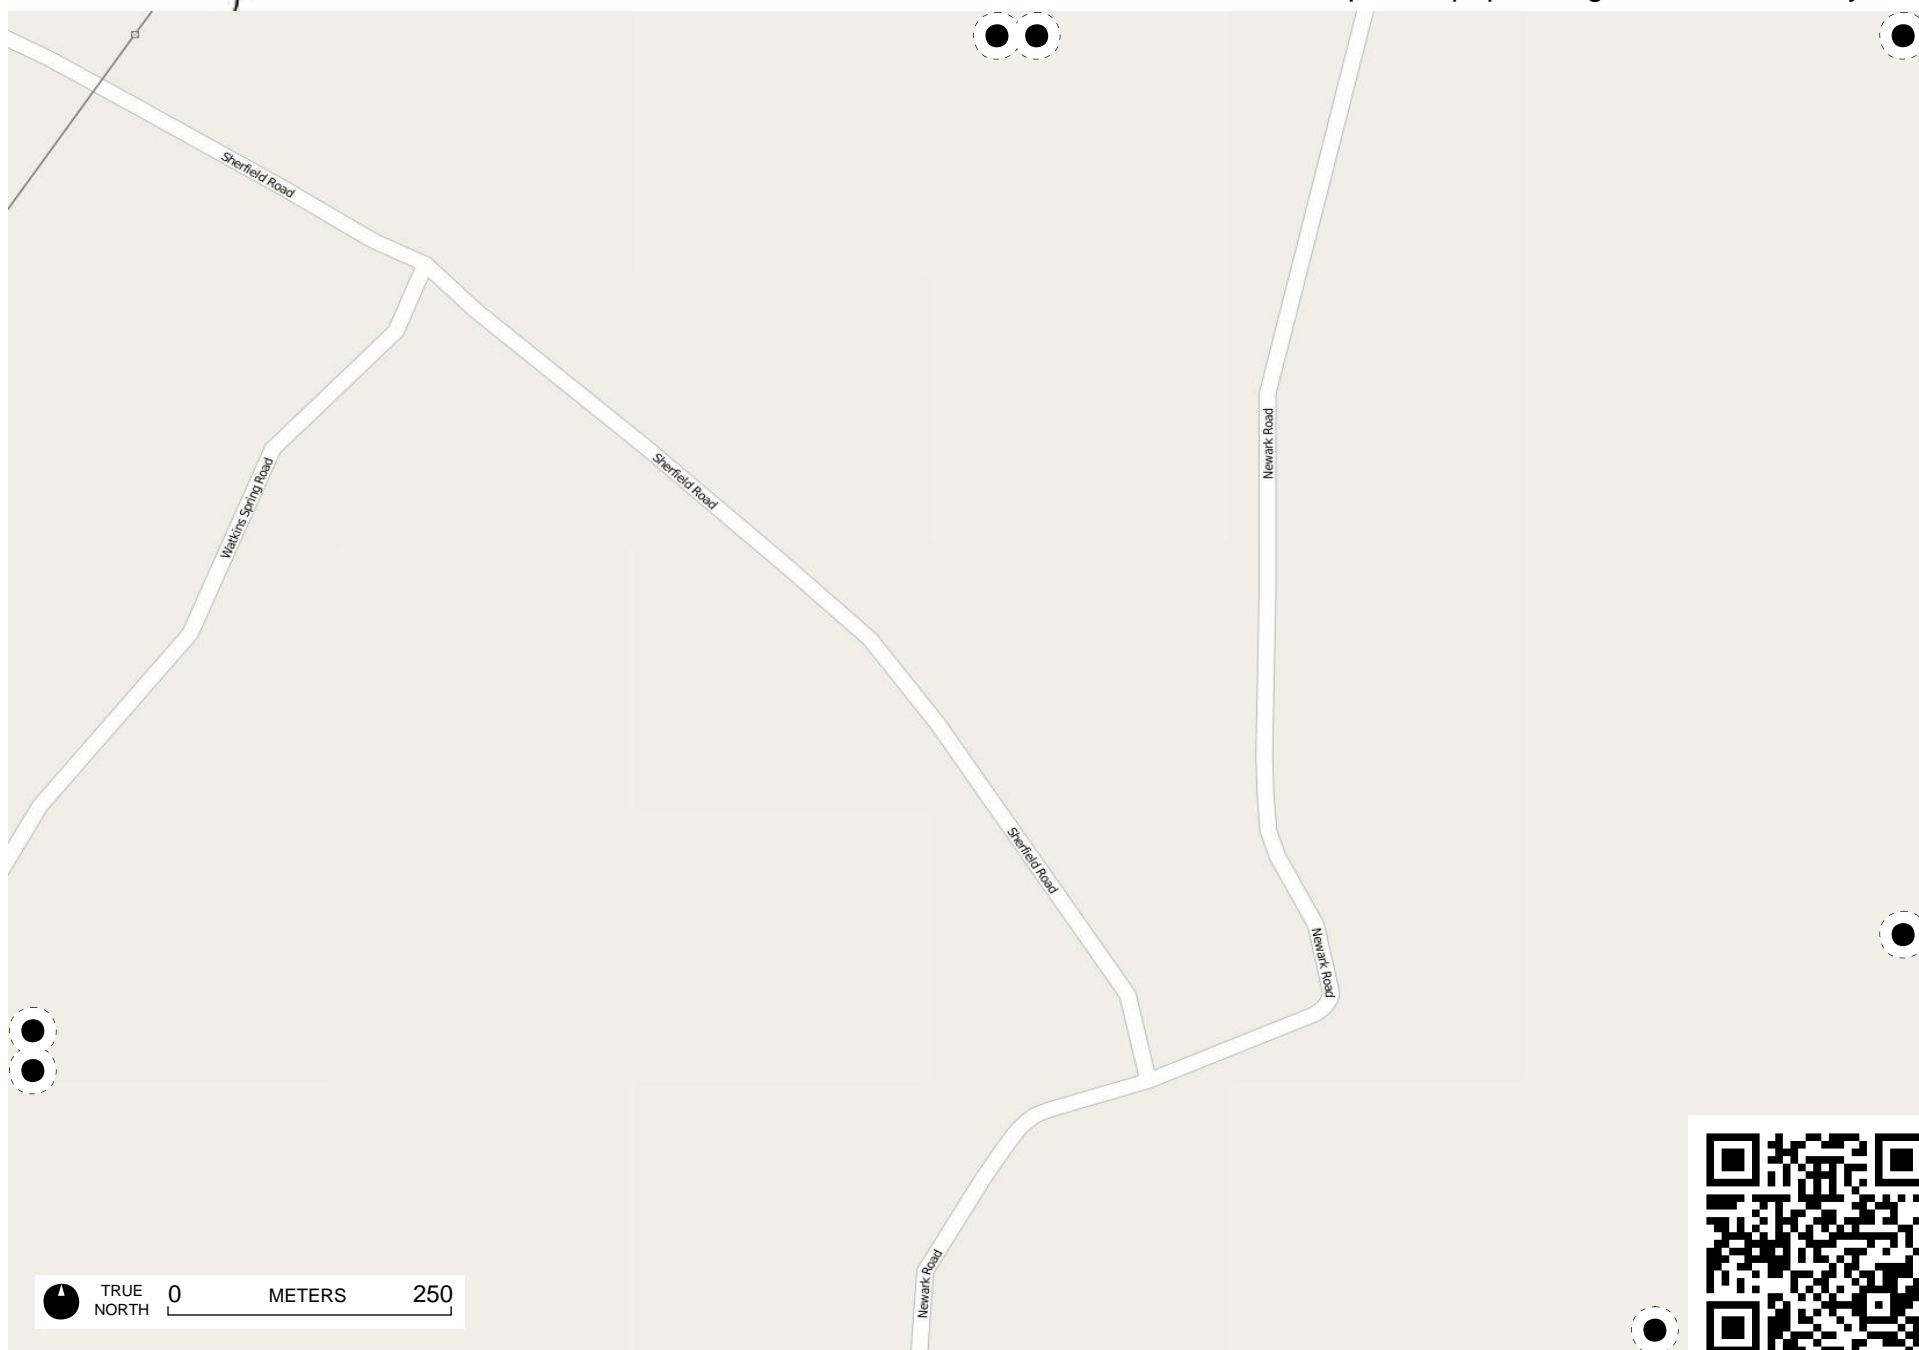 Sherfield Road
Newark Road
Sherfield Road
Watkins Spring Road
Sherfield Road
Newark Road
Newark Road
TRUE
NORTH
0 METERS 250